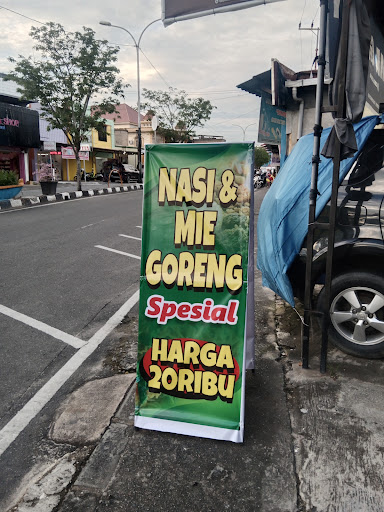 NASI &
MIE
GORENG
Spesial
HARGA
20RIBU